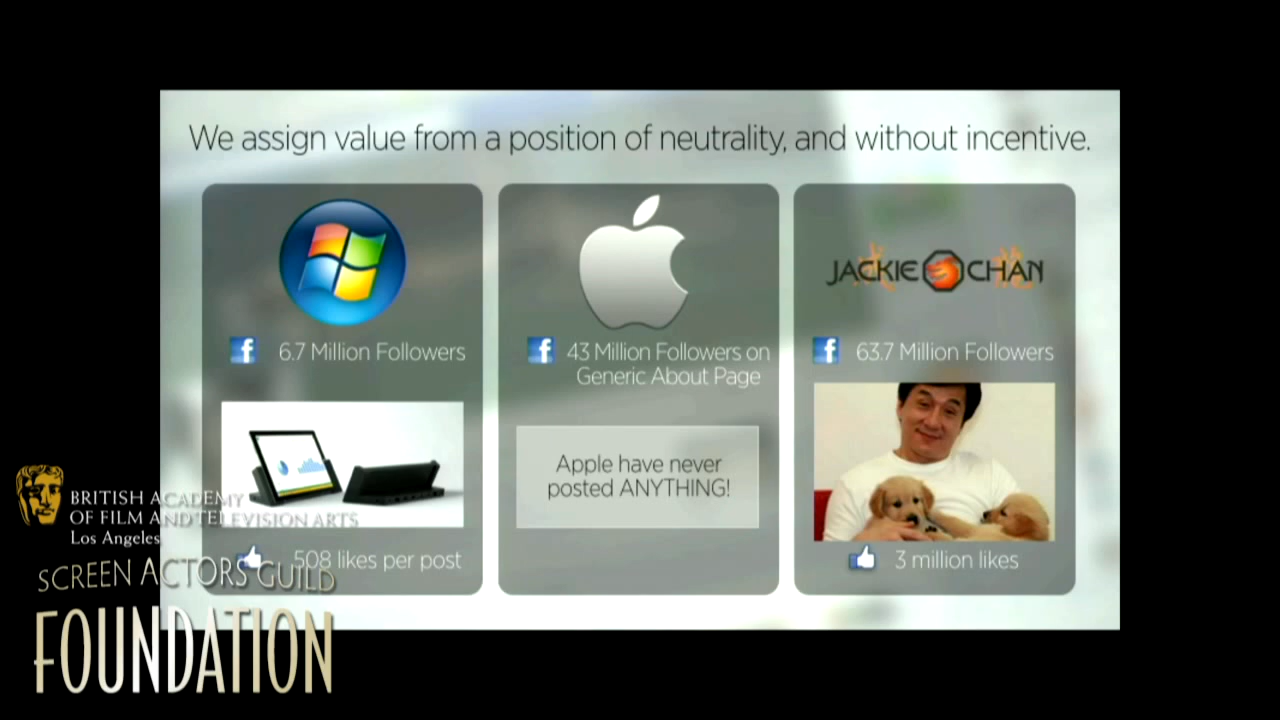 We assign value from a position of neutrality, and without incentive.
6.7 Million Followers
508 likes per post
43 Million Followers on
Generic About Page
Apple have never
posted ANYTHING!
JACKIE CHAN
63.7 Million Followers
3 million likes
BRITISH ACADEMY
OF FILM AND TELEVISION ARTS
Los Angeles
SCREEN ACTORS GUILD
FOUNDATION